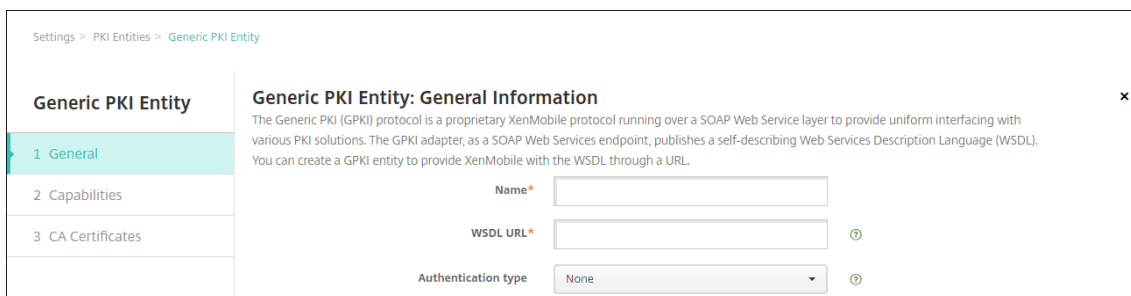 Settings > PKI Entities > Generic PKI Entity
Generic PKI Entity
1 General
2 Capabilities
3 CA Certificates
Generic PKI Entity: General Information
The Generic PKI (GPKI) protocol is a proprietary XenMobile protocol running over a SOAP Web Service layer to provide uniform interfacing with
various PKI solutions. The GPKI adapter, as a SOAP Web Services endpoint, publishes a self-describing Web Services Description Language (WSDL).
You can create a GPKI entity to provide XenMobile with the WSDL through a URL.
Name*
WSDL URL*
Authentication type
None